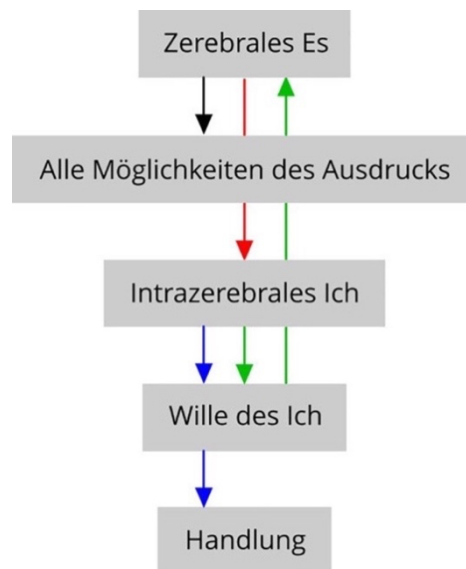 Zerebrales Es
Alle Möglichkeiten des Ausdrucks
Intrazerebrales Ich
Wille des Ich
Handlung